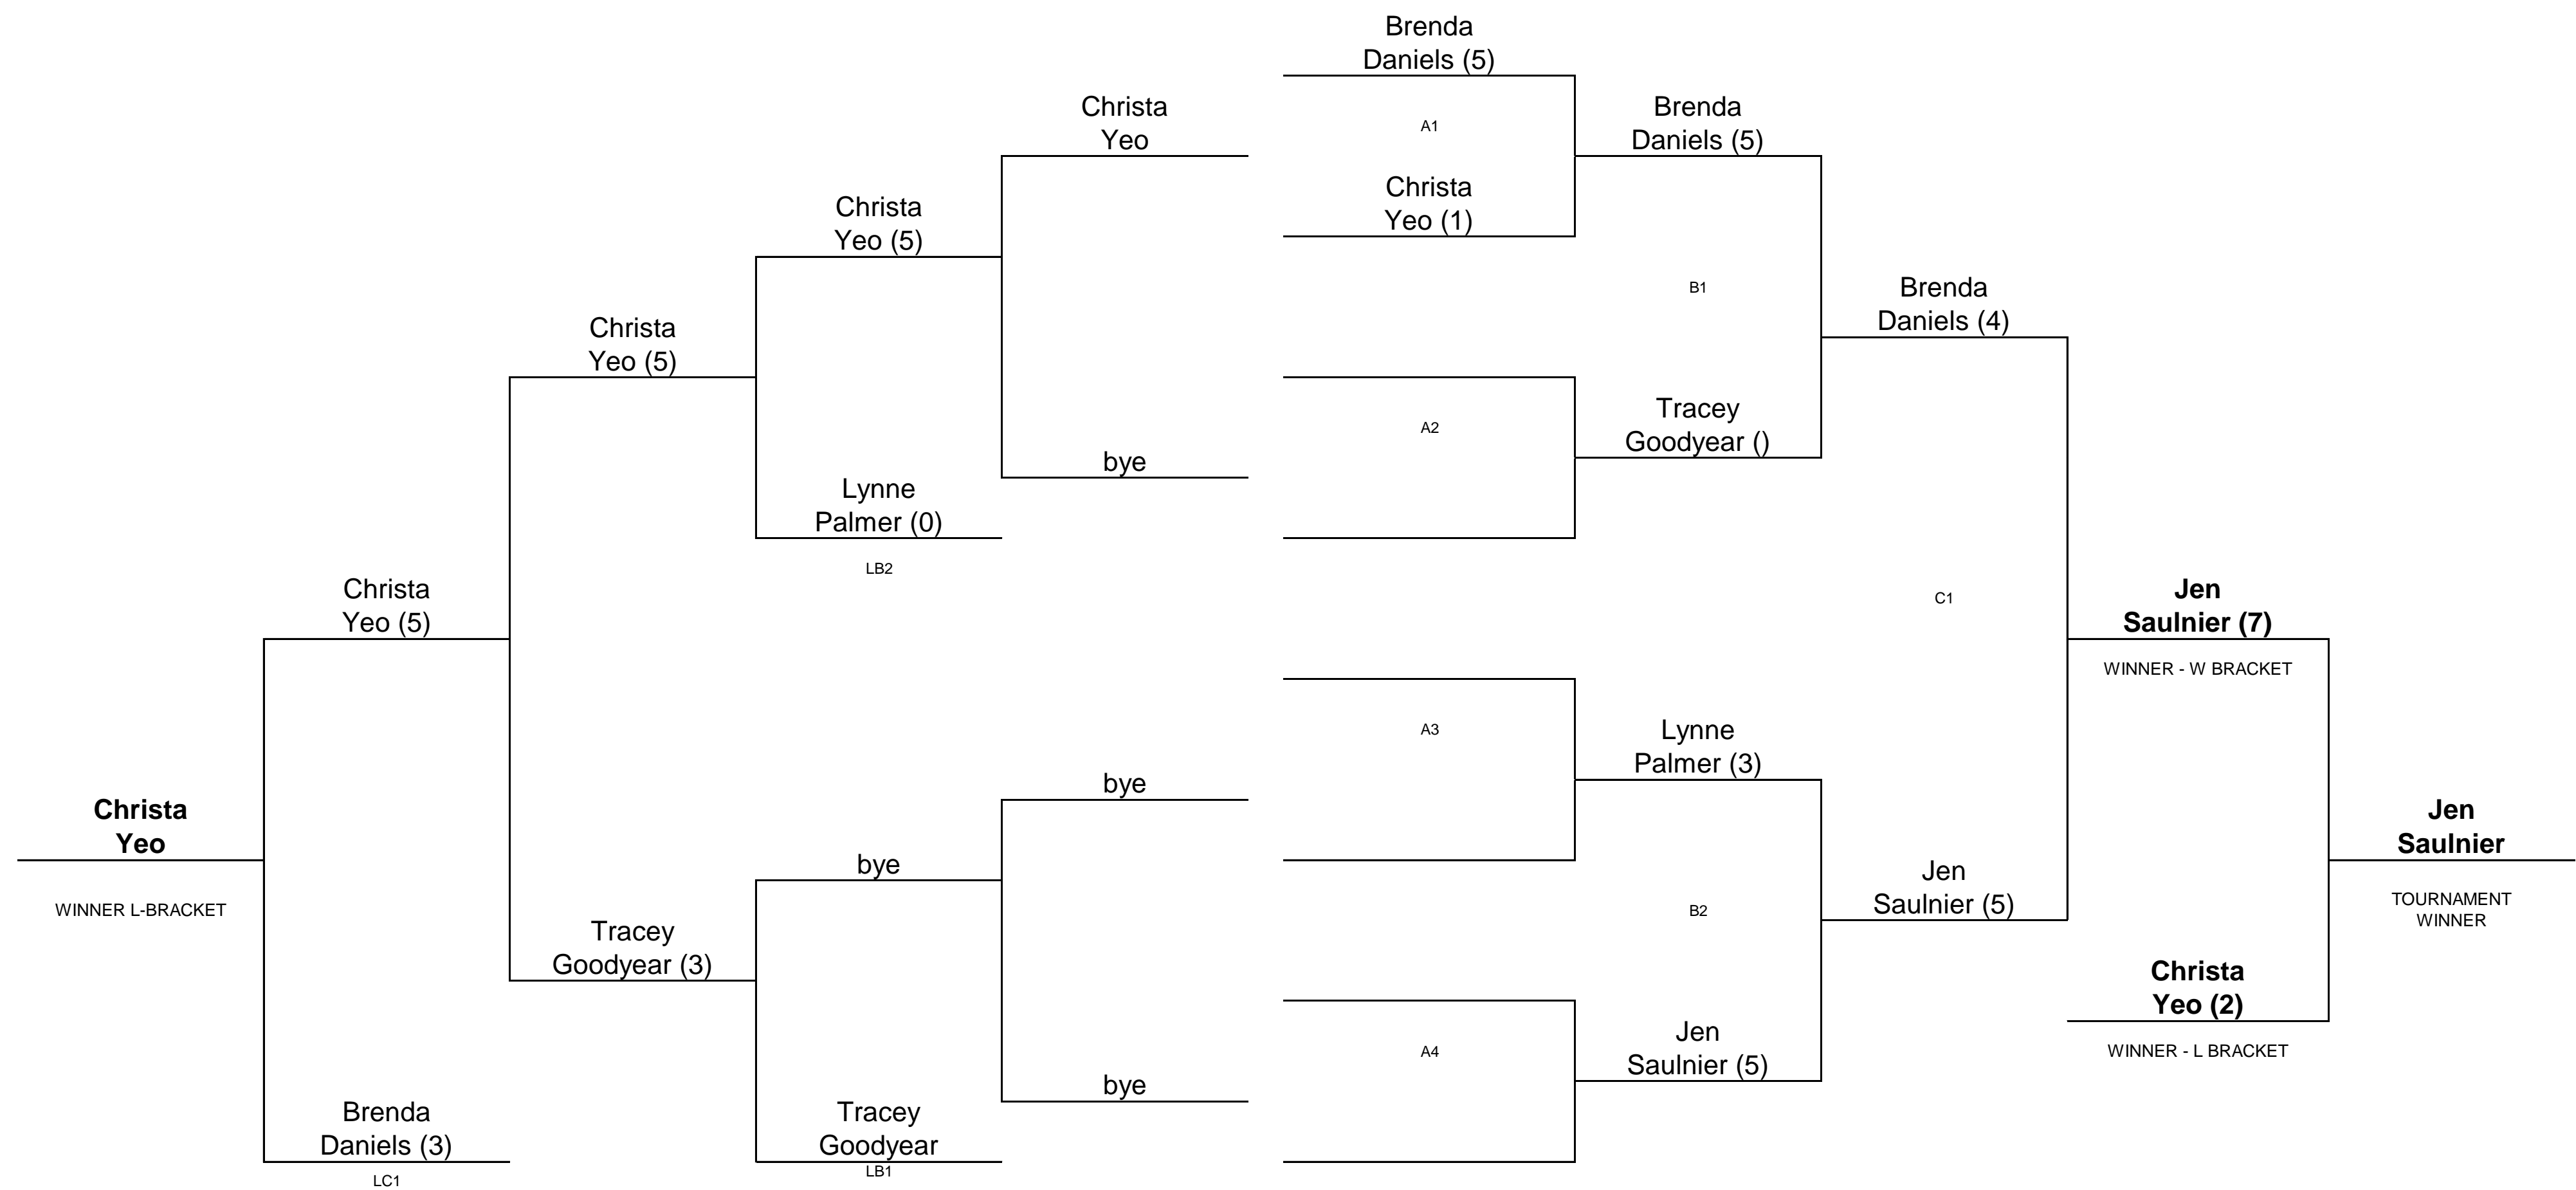 Brenda
Daniels (5)
Christa
Yeo
A1
Brenda
Daniels (5)
Christa
Yeo (5)
Christa
Yeo (1)
B1
Brenda
Daniels (4)
Christa
Yeo (5)
A2
Tracey
Goodyear ()
bye
Lynne
Palmer (0)
LB2
Christa
Yeo (5)
C1
Jen
Saulnier (7)
WINNER - W BRACKET
A3
Lynne
Palmer (3)
bye
Christa
Yeo
bye
Jen
Saulnier (5)
Jen
Saulnier
WINNER L-BRACKET
B2
TOURNAMENT
WINNER
Tracey
Goodyear (3)
Christa
Yeo (2)
WINNER - L BRACKET
A4
Jen
Saulnier (5)
bye
Brenda
Daniels (3)
LC1
Tracey
Goodyear
LB1